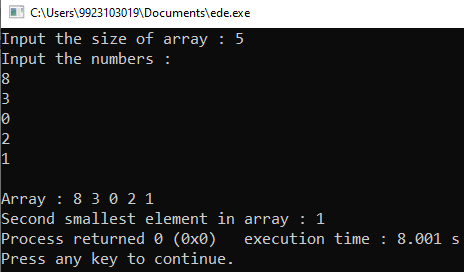 C:\Users\9923103019\Documents\ede.exe
Input the size of array : 5
Input the numbers :
8
3
0
2
1
Array : 8 3 0 2 1
Second smallest element in array : 1
Process returned 0 (0x0)   execution time : 8.001 s
Press any key to continue.